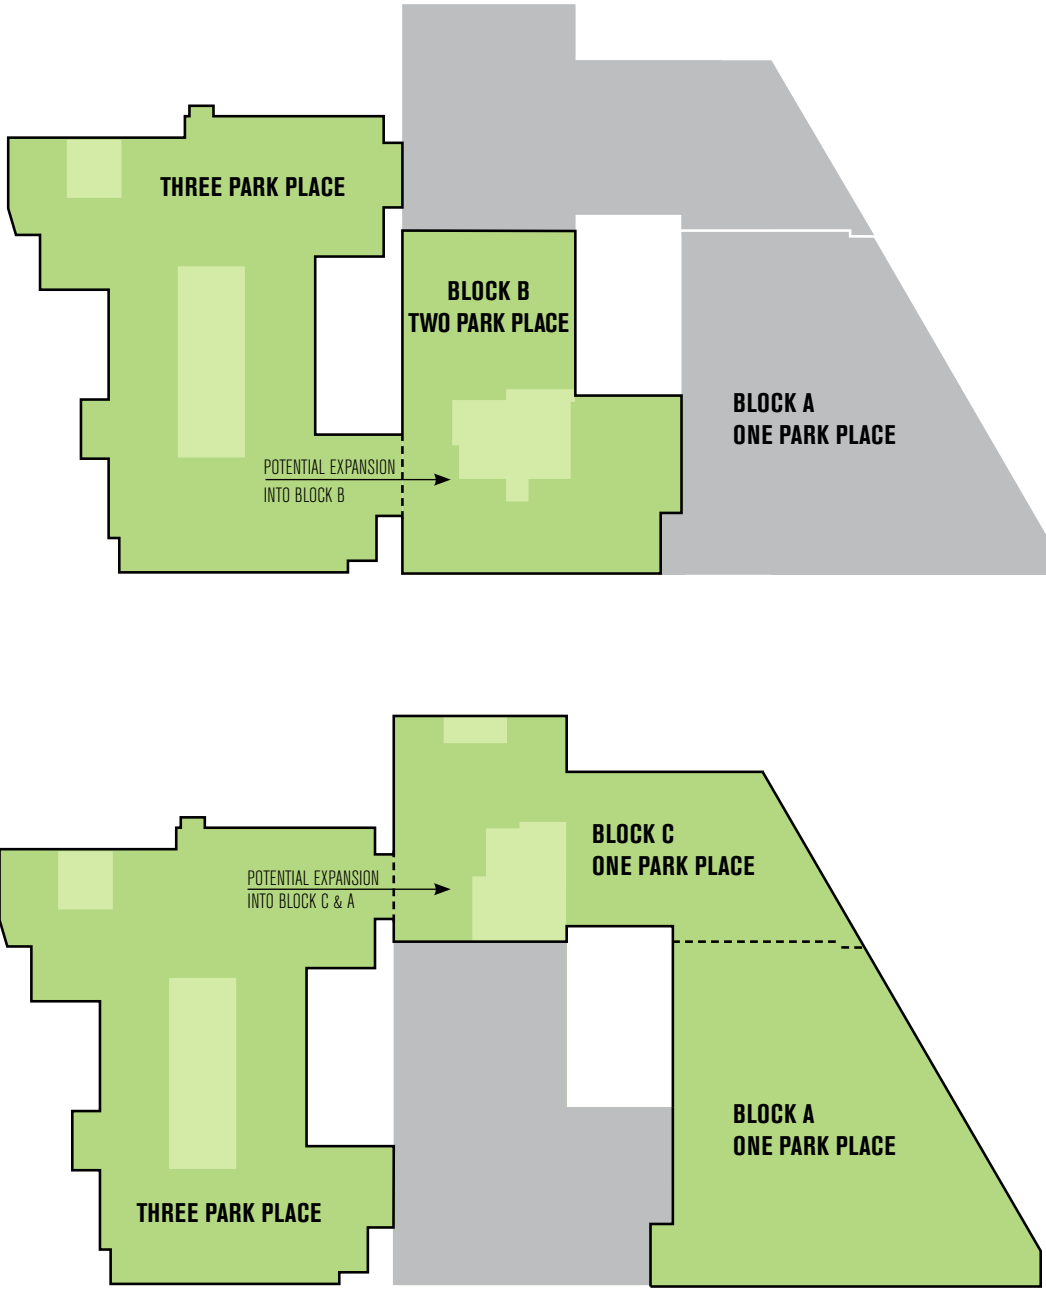 THREE PARK PLACE
BLOCK B
TWO PARK PLACE
BLOCK A
ONE PARK PLACE
POTENTIAL EXPANSION
INTO BLOCK B
BLOCK C
ONE PARK PLACE
POTENTIAL EXPANSION
INTO BLOCK C & A
BLOCK A
ONE PARK PLACE
THREE PARK PLACE